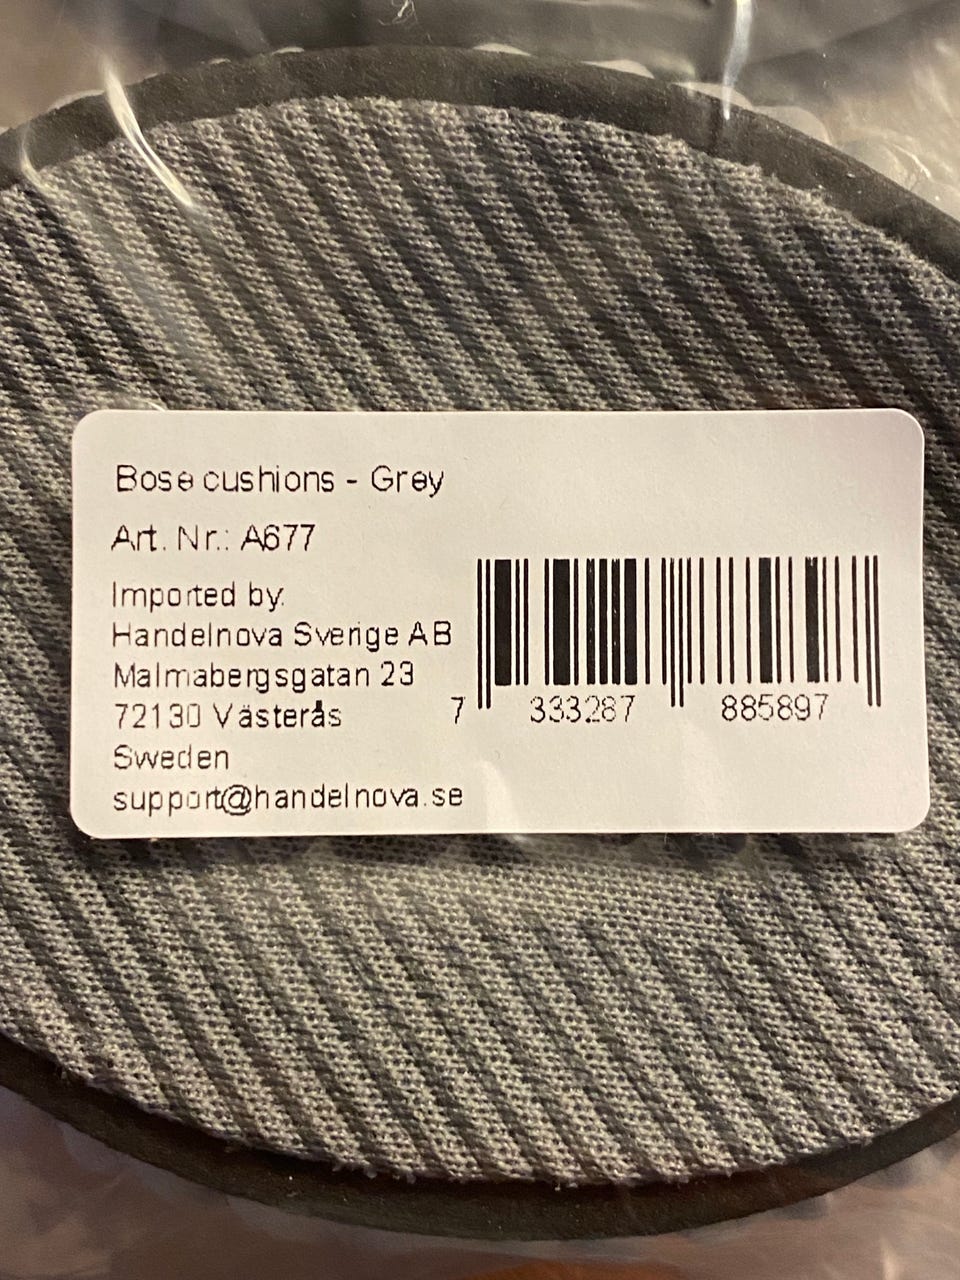 Bose cushions - Grey
Art. Nr.: A677
Imported by:
Handelnova Sverige AB
Malmabergsgatan 23
72130 Västerås
Sweden
support@handelnova.se
7 333287 885897